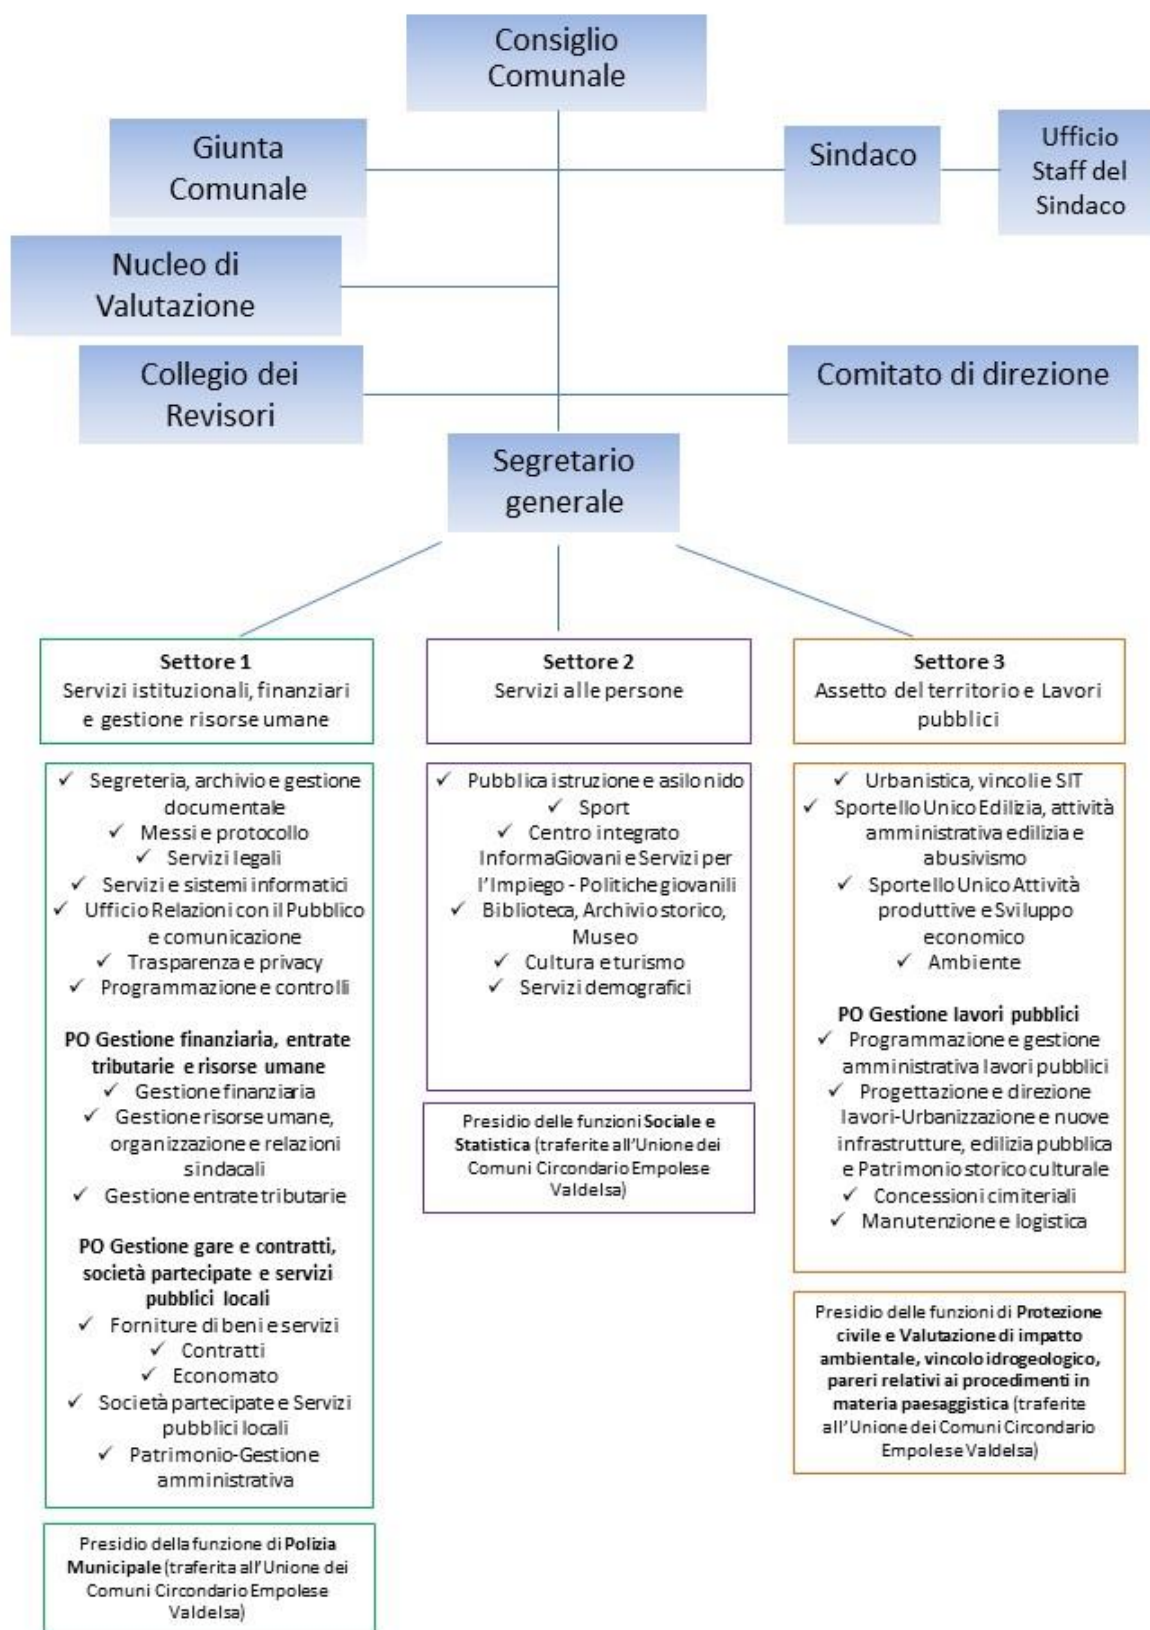 Consiglio
Comunale
Giunta
Comunale
Sindaco
Ufficio
Staff del
Sindaco
Nucleo di
Valutazione
Collegio dei
Revisori
Comitato di direzione
Segretario
generale
Settore 1
Servizi istituzionali, finanziari
e gestione risorse umane
✓ Segreteria, archivio e gestione
documentale
✓ Messi e protocollo
✓ Servizi legali
✓ Servizi e sistemi informatici
✓ Ufficio Relazioni con il Pubblico
e comunicazione
✓ Trasparenza e privacy
✓ Programmazione e controlli
PO Gestione finanziaria, entrate
tributarie e risorse umane
✓ Gestione finanziaria
✓ Gestione risorse umane,
organizzazione e relazioni
sindacali
✓ Gestione entrate tributarie
PO Gestione gare e contratti,
società partecipate e servizi
pubblici locali
✓ Forniture di beni e servizi
✓ Contratti
✓ Economato
✓ Società partecipate e Servizi
pubblici locali
✓ Patrimonio-Gestione
amministrativa
Presidio della funzione di Polizia
Municipale (traferita all'Unione dei
Comuni Circondario Empolese
Valdelsa)
Settore 2
Servizi alle persone
✓ Pubblica istruzione e asilo nido
✓ Sport
✓ Centro integrato
InformaGiovani e Servizi per
l'Impiego - Politiche giovanili
✓ Biblioteca, Archivio storico,
Museo
✓ Cultura e turismo
✓ Servizi demografici
Presidio delle funzioni Sociale e
Statistica (traferite all'Unione dei
Comuni Circondario Empolese
Valdelsa)
Settore 3
Assetto del territorio e Lavori
pubblici
✓ Urbanistica, vincoli e SIT
✓ Sportello Unico Edilizia, attività
amministrativa edilizia e
abusivismo
✓ Sportello Unico Attività
produttive e Sviluppo
economico
✓ Ambiente
PO Gestione lavori pubblici
✓ Programmazione e gestione
amministrativa lavori pubblici
✓ Progettazione e direzione
lavori-Urbanizzazione e nuove
infrastrutture, edilizia pubblica
e Patrimonio storico culturale
✓ Concessioni cimiteriali
✓ Manutenzione e logistica
Presidio delle funzioni di Protezione
civile e Valutazione di impatto
ambientale, vincolo idrogeologico,
pareri relativi ai procedimenti in
materia paesaggistica (traferite
all'Unione dei Comuni Circondario
Empolese Valdelsa)